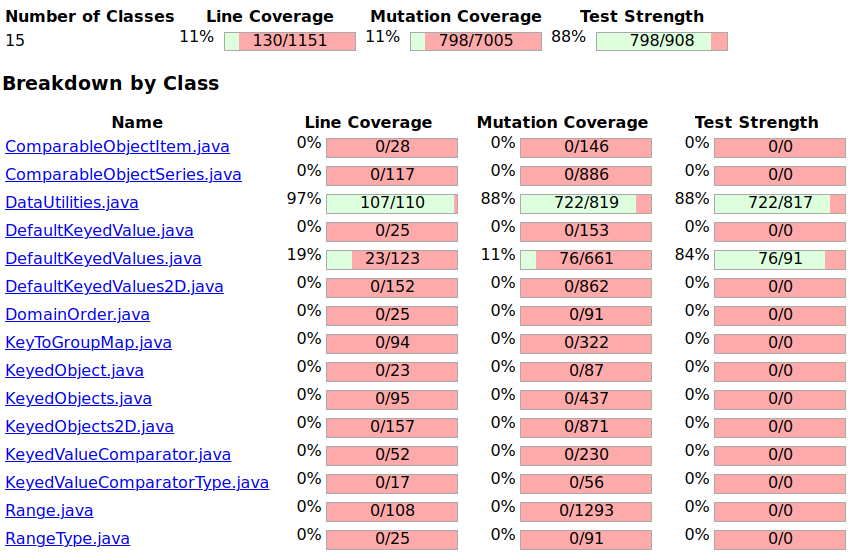 Number of Classes Line Coverage Mutation Coverage Test Strength
15 11% 130/1151 11% 798/7005 88% 798/908
Breakdown by Class
Name Line Coverage Mutation Coverage Test Strength
ComparableObjectItem.java 0% 0/28 0% 0/146 0% 0/0
ComparableObjectSeries.java 0% 0/117 0% 0/886 0% 0/0
DataUtilities.java 97% 107/110 88% 722/819 88% 722/817
DefaultKeyedValue.java 0% 0/25 0% 0/153 0% 0/0
DefaultKeyedValues.java 19% 23/123 11% 76/661 84% 76/91
DefaultKeyedValues2D.java 0% 0/152 0% 0/862 0% 0/0
DomainOrder.java 0% 0/25 0% 0/91 0% 0/0
KeyToGroupMap.java 0% 0/94 0% 0/322 0% 0/0
KeyedObject.java 0% 0/23 0% 0/87 0% 0/0
KeyedObjects.java 0% 0/95 0% 0/437 0% 0/0
KeyedObjects2D.java 0% 0/157 0% 0/871 0% 0/0
KeyedValueComparator.java 0% 0/52 0% 0/230 0% 0/0
KeyedValueComparatorType.java 0% 0/17 0% 0/56 0% 0/0
Range.java 0% 0/108 0% 0/1293 0% 0/0
RangeType.java 0% 0/25 0% 0/91 0% 0/0